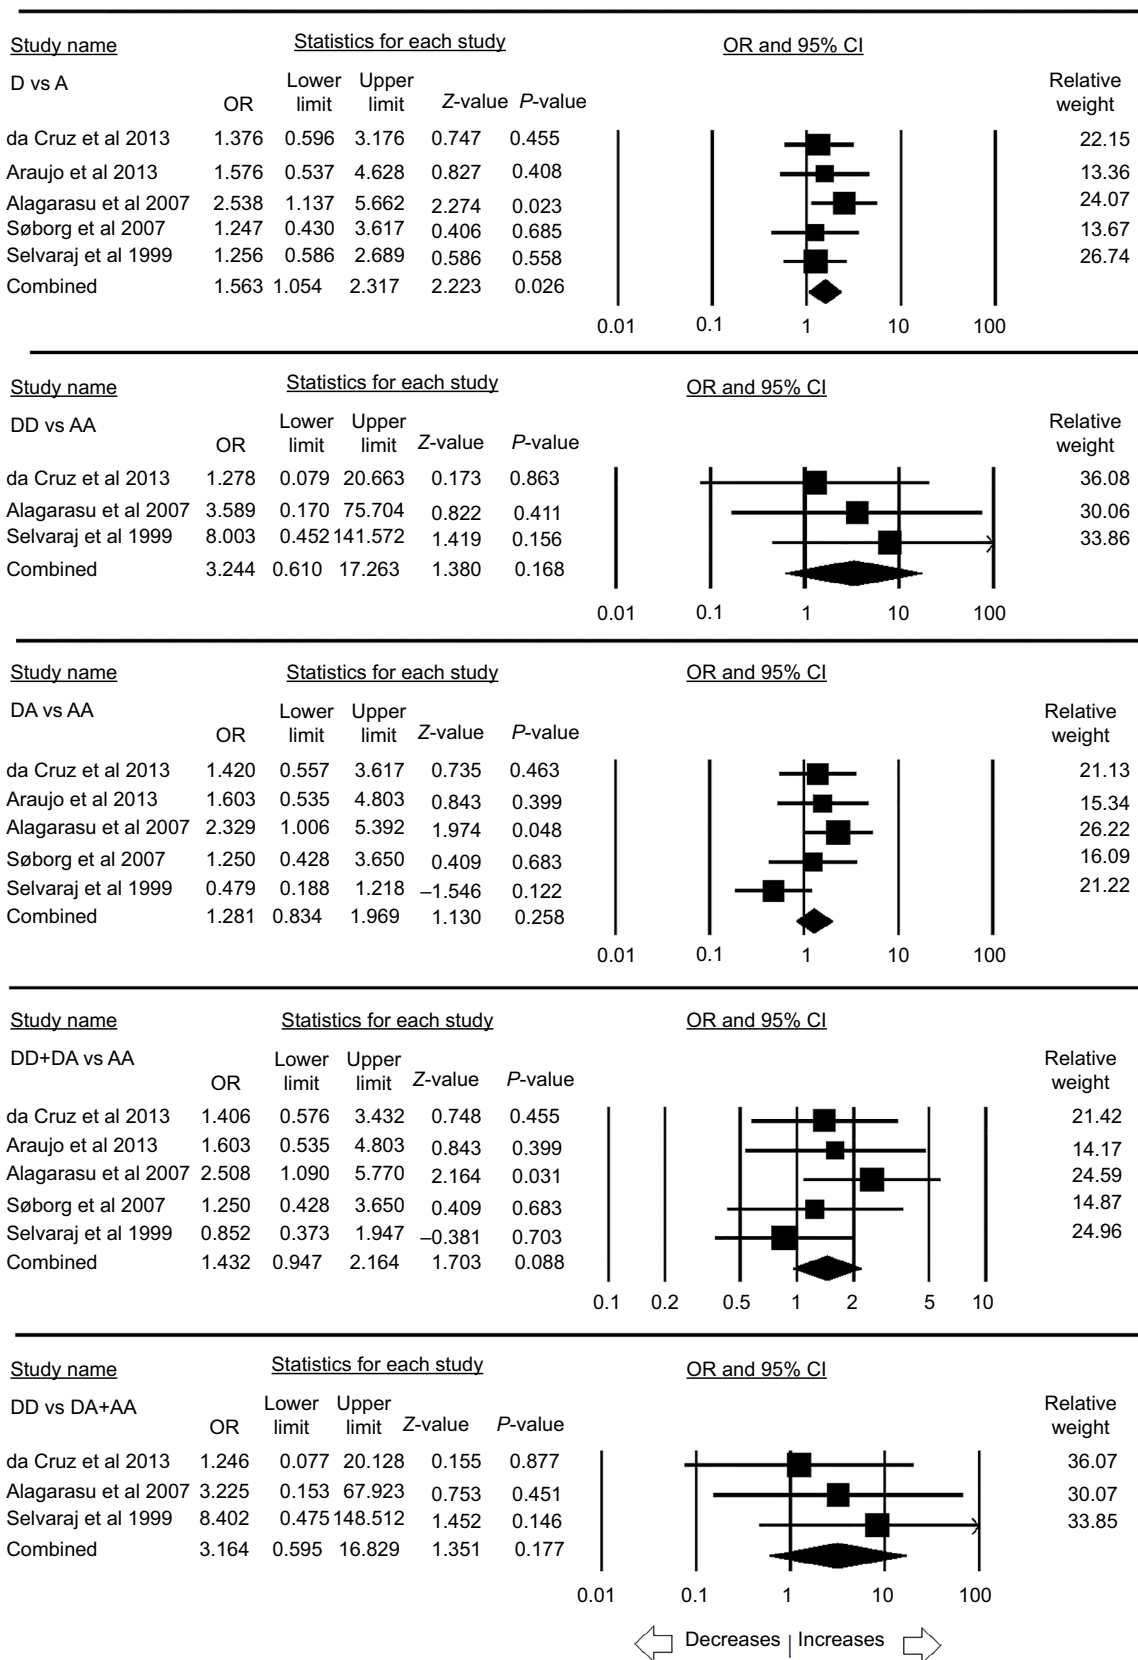 Study name Statistics for each study OR and 95% CI
D vs A Lower Upper Relative
OR limit limit Z-value P-value weight
da Cruz et al 2013 1.376 0.596 3.176 0.747 0.455 22.15
Araujo et al 2013 1.576 0.537 4.628 0.827 0.408 13.36
Alagarasu et al 2007 2.538 1.137 5.662 2.274 0.023 24.07
Søborg et al 2007 1.247 0.430 3.617 0.406 0.685 13.67
Selvaraj et al 1999 1.256 0.586 2.689 0.586 0.558 26.74
Combined 1.563 1.054 2.317 2.223 0.026
0.01 0.1 1 10 100
Study name Statistics for each study OR and 95% CI
DD vs AA Lower Upper Relative
OR limit limit Z-value P-value weight
da Cruz et al 2013 1.278 0.079 20.663 0.173 0.863 36.08
Alagarasu et al 2007 3.589 0.170 75.704 0.822 0.411 30.06
Selvaraj et al 1999 8.003 0.452 141.572 1.419 0.156 33.86
Combined 3.244 0.610 17.263 1.380 0.168
0.01 0.1 1 10 100
Study name Statistics for each study OR and 95% CI
DA vs AA Lower Upper Relative
OR limit limit Z-value P-value weight
da Cruz et al 2013 1.420 0.557 3.617 0.735 0.463 21.13
Araujo et al 2013 1.603 0.535 4.803 0.843 0.399 15.34
Alagarasu et al 2007 2.329 1.006 5.392 1.974 0.048 26.22
Søborg et al 2007 1.250 0.428 3.650 0.409 0.683 16.09
Selvaraj et al 1999 0.479 0.188 1.218 –1.546 0.122 21.22
Combined 1.281 0.834 1.969 1.130 0.258
0.01 0.1 1 10 100
Study name Statistics for each study OR and 95% CI
DD+DA vs AA Lower Upper Relative
OR limit limit Z-value P-value weight
da Cruz et al 2013 1.406 0.576 3.432 0.748 0.455 21.42
Araujo et al 2013 1.603 0.535 4.803 0.843 0.399 14.17
Alagarasu et al 2007 2.508 1.090 5.770 2.164 0.031 24.59
Søborg et al 2007 1.250 0.428 3.650 0.409 0.683 14.87
Selvaraj et al 1999 0.852 0.373 1.947 –0.381 0.703 24.96
Combined 1.432 0.947 2.164 1.703 0.088
0.1 0.2 0.5 1 2 5 10
Study name Statistics for each study OR and 95% CI
DD vs DA+AA Lower Upper Relative
OR limit limit Z-value P-value weight
da Cruz et al 2013 1.246 0.077 20.128 0.155 0.877 36.07
Alagarasu et al 2007 3.225 0.153 67.923 0.753 0.451 30.07
Selvaraj et al 1999 8.402 0.475 148.512 1.452 0.146 33.85
Combined 3.164 0.595 16.829 1.351 0.177
0.01 0.1 1 10 100
Decreases | Increases